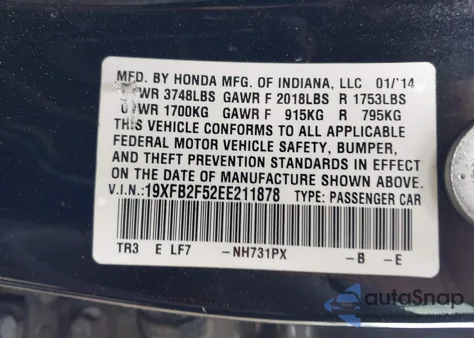 MFD. BY HONDA MFG. OF INDIANA, LLC 01/'14
GVWR 3748LBS GAWR F 2018LBS R 1753LBS
GVWR 1700KG GAWR F 915KG R 795KG
THIS VEHICLE CONFORMS TO ALL APPLICABLE
FEDERAL MOTOR VEHICLE SAFETY, BUMPER,
AND THEFT PREVENTION STANDARDS IN EFFECT
ON THE DATE OF MANUFACTURE SHOWN ABOVE.
V.I.N.:19XFB2F52EE211878 TYPE: PASSENGER CAR
TR3 E LF7 -NH731PX -B -E
autoSnap